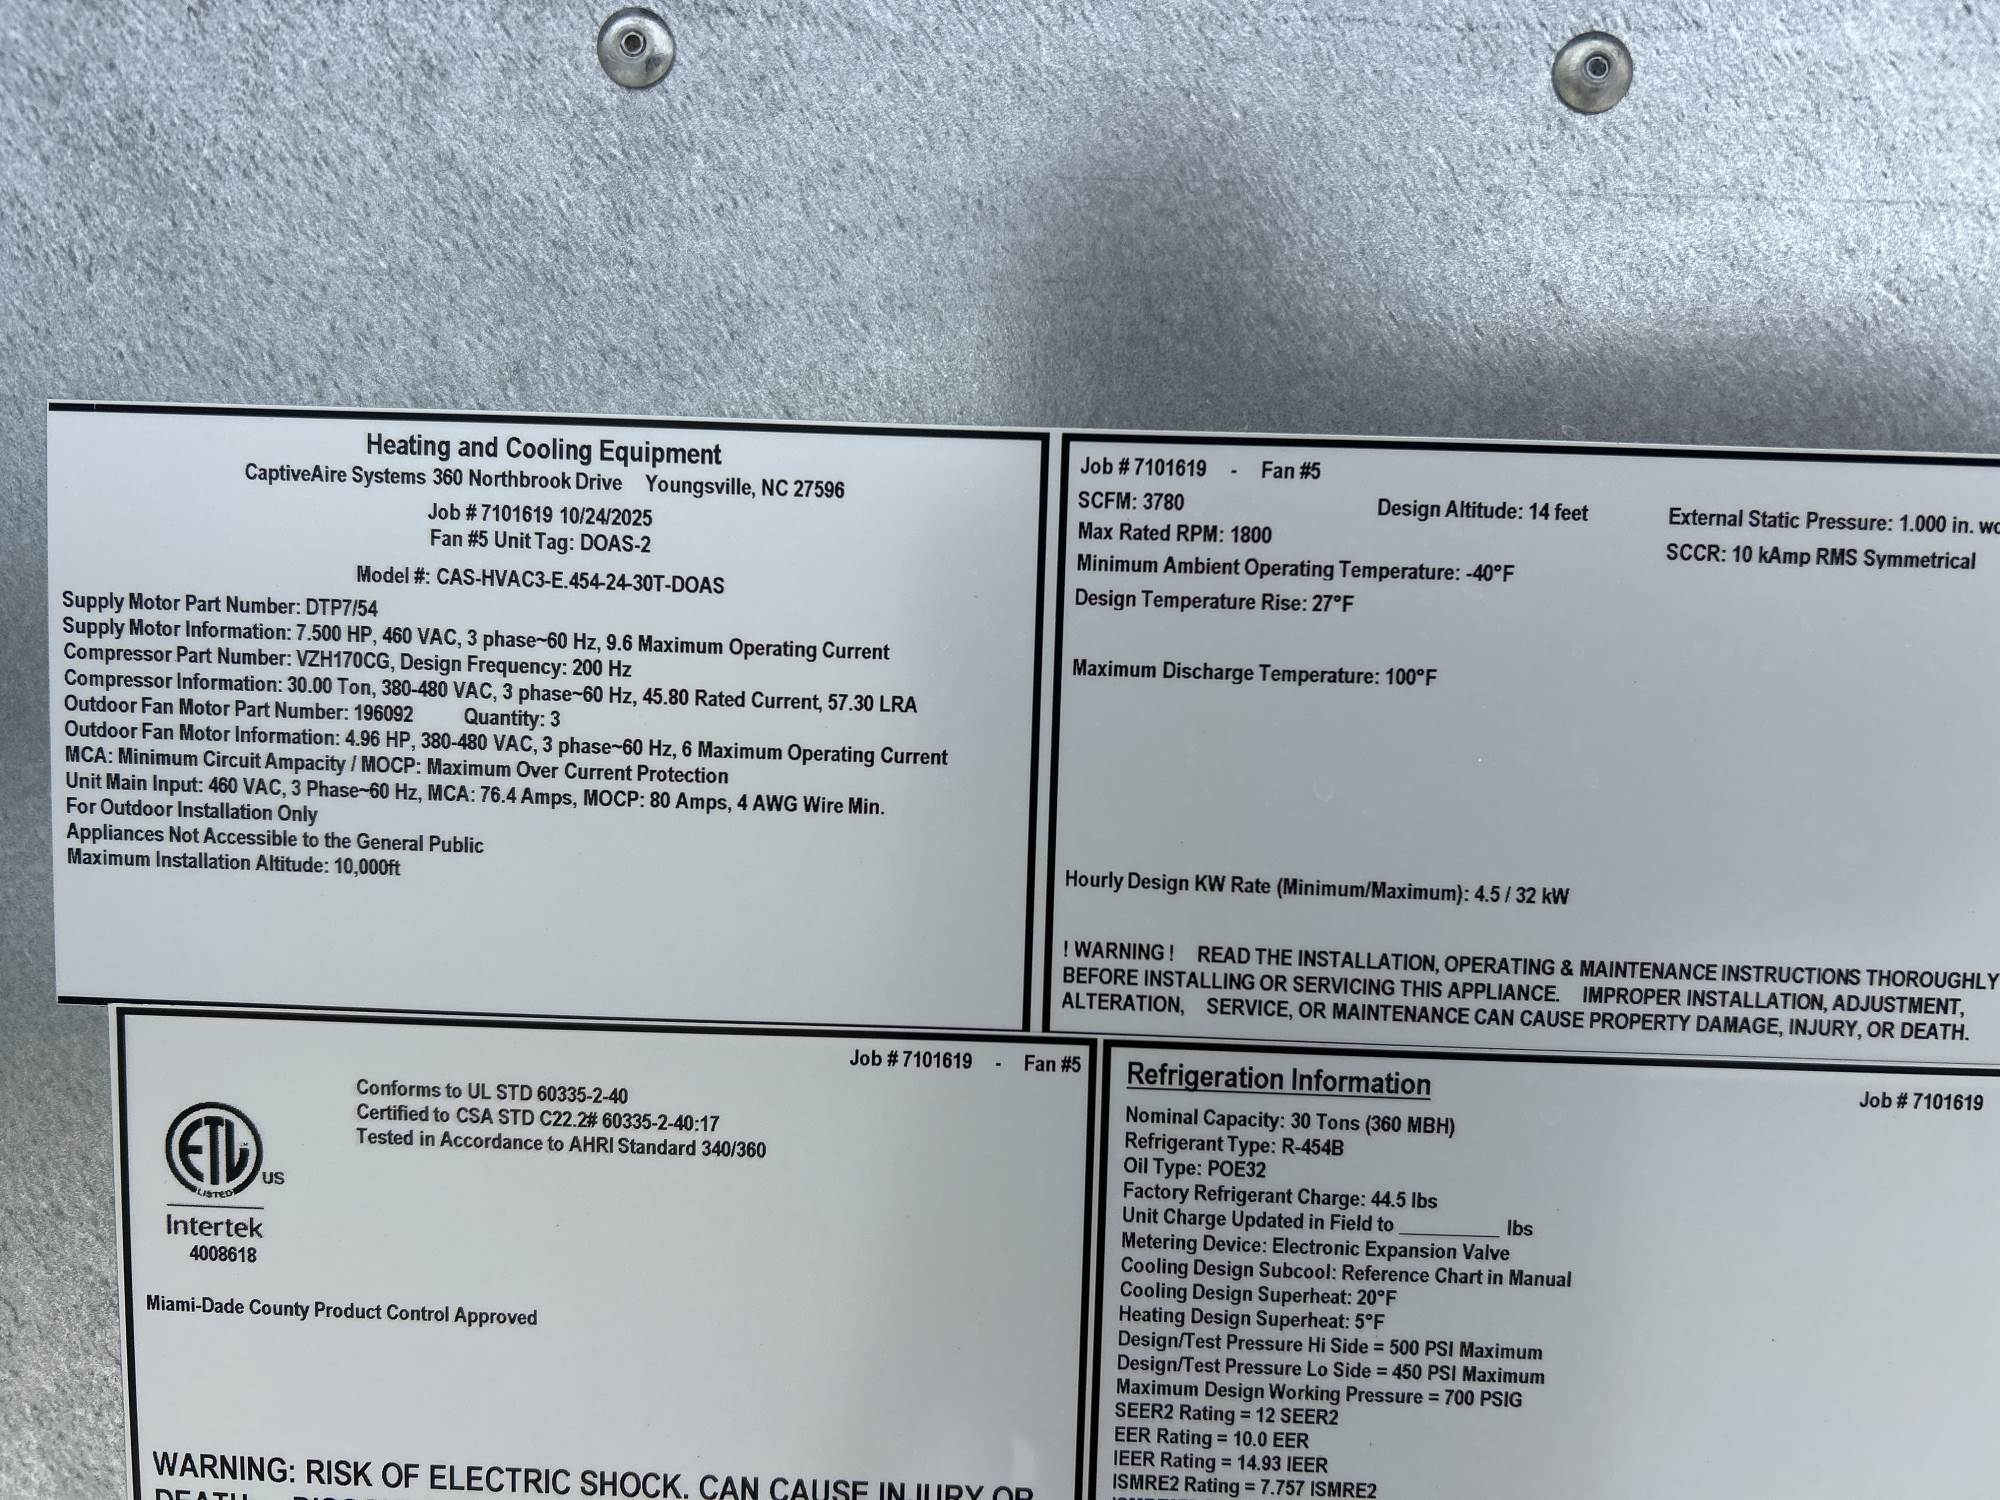 Heating and Cooling Equipment
CaptiveAire Systems 360 Northbrook Drive Youngsville, NC 27596
Job # 7101619 10/24/2025
Fan #5 Unit Tag: DOAS-2
Model #: CAS-HVAC3-E.454-24-30T-DOAS
Supply Motor Part Number: DTP7/54
Supply Motor Information: 7.500 HP, 460 VAC, 3 phase~60 Hz, 9.6 Maximum Operating Current
Compressor Part Number: VZH170CG, Design Frequency: 200 Hz
Compressor Information: 30.00 Ton, 380-480 VAC, 3 phase~60 Hz, 45.80 Rated Current, 57.30 LRA
Outdoor Fan Motor Part Number: 196092 Quantity: 3
Outdoor Fan Motor Information: 4.96 HP, 380-480 VAC, 3 phase~60 Hz, 6 Maximum Operating Current
MCA: Minimum Circuit Ampacity / MOCP: Maximum Over Current Protection
Unit Main Input: 460 VAC, 3 Phase~60 Hz, MCA: 76.4 Amps, MOCP: 80 Amps, 4 AWG Wire Min.
For Outdoor Installation Only
Appliances Not Accessible to the General Public
Maximum Installation Altitude: 10,000ft
Job # 7101619 - Fan #5
SCFM: 3780 Design Altitude: 14 feet External Static Pressure: 1.000 in.
Max Rated RPM: 1800 SCCR: 10 kAmp RMS Symmetrical
Minimum Ambient Operating Temperature: -40°F
Design Temperature Rise: 27°F
Maximum Discharge Temperature: 100°F
Hourly Design KW Rate (Minimum/Maximum): 4.5 / 32 kW
! WARNING ! READ THE INSTALLATION, OPERATING & MAINTENANCE INSTRUCTIONS THOROUGHLY
BEFORE INSTALLING OR SERVICING THIS APPLIANCE. IMPROPER INSTALLATION, ADJUSTMENT,
ALTERATION, SERVICE, OR MAINTENANCE CAN CAUSE PROPERTY DAMAGE, INJURY, OR DEATH.
Job # 7101619 - Fan #5
Conforms to UL STD 60335-2-40
Certified to CSA STD C22.2# 60335-2-40:17
Tested in Accordance to AHRI Standard 340/360
ETL
LISTED
US
Intertek
4008618
Miami-Dade County Product Control Approved
WARNING: RISK OF ELECTRIC SHOCK. CAN CAUSE INJURY OR
Refrigeration Information
Job # 7101619
Nominal Capacity: 30 Tons (360 MBH)
Refrigerant Type: R-454B
Oil Type: POE32
Factory Refrigerant Charge: 44.5 lbs
Unit Charge Updated in Field to __________ lbs
Metering Device: Electronic Expansion Valve
Cooling Design Subcool: Reference Chart in Manual
Cooling Design Superheat: 20°F
Heating Design Superheat: 5°F
Design/Test Pressure Hi Side = 500 PSI Maximum
Design/Test Pressure Lo Side = 450 PSI Maximum
Maximum Design Working Pressure = 700 PSIG
SEER2 Rating = 12 SEER2
EER Rating = 10.0 EER
IEER Rating = 14.93 IEER
ISMRE2 Rating = 7.757 ISMRE2